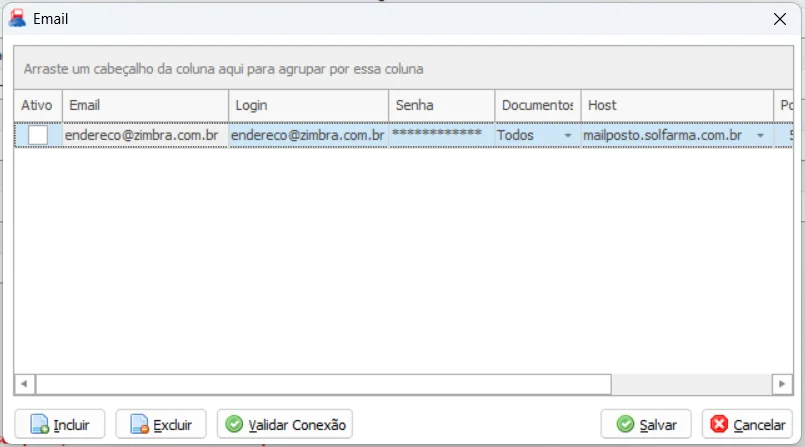 Email
Arraste um cabeçalho da coluna aqui para agrupar por essa coluna
Ativo Email Login Senha Documentos Host
endereco@zimbra.com.br endereco@zimbra.com.br ************ Todos mailposto.solfarma.com.br
Incluir Excluir Validar Conexão Salvar Cancelar